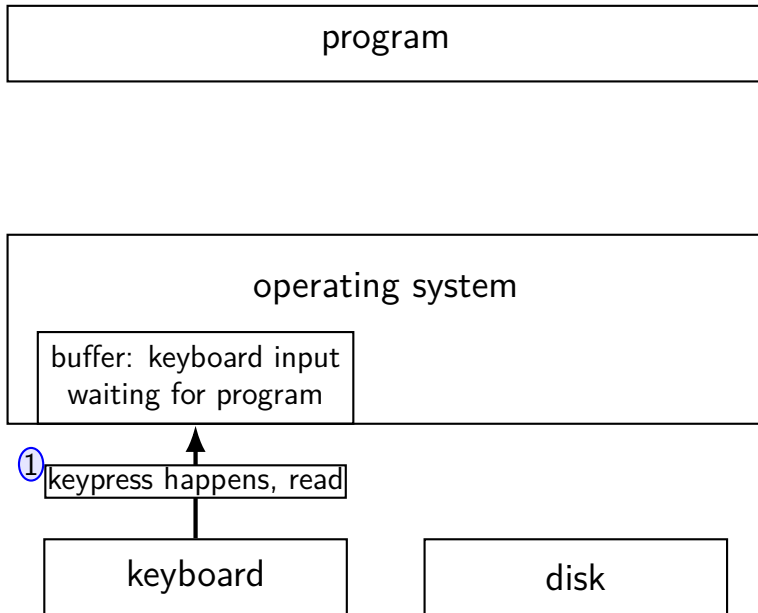 program
operating system
buffer: keyboard input
waiting for program
1
keypress happens, read
keyboard
disk